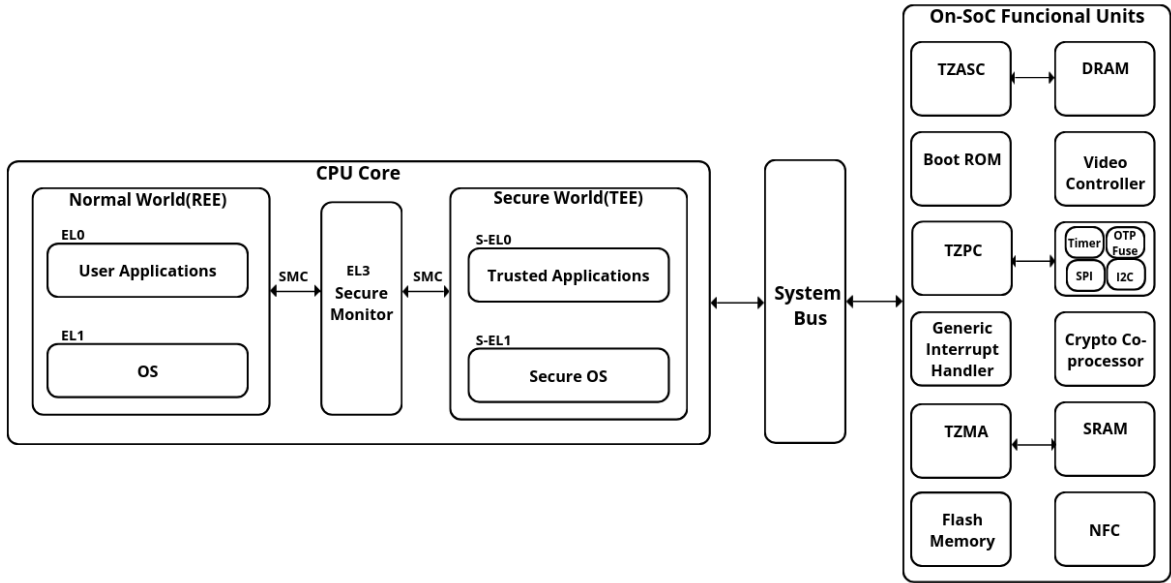 On-SoC Funcional Units
TZASC
DRAM
Boot ROM
Video
Controller
TZPC
Timer
OTP
Fuse
SPI
I2C
Generic
Interrupt
Handler
Crypto Co-
processor
TZMA
SRAM
Flash
Memory
NFC
CPU Core
Normal World(REE)
EL0
User Applications
EL1
OS
SMC
EL3
Secure
Monitor
SMC
Secure World(TEE)
S-EL0
Trusted Applications
S-EL1
Secure OS
System
Bus